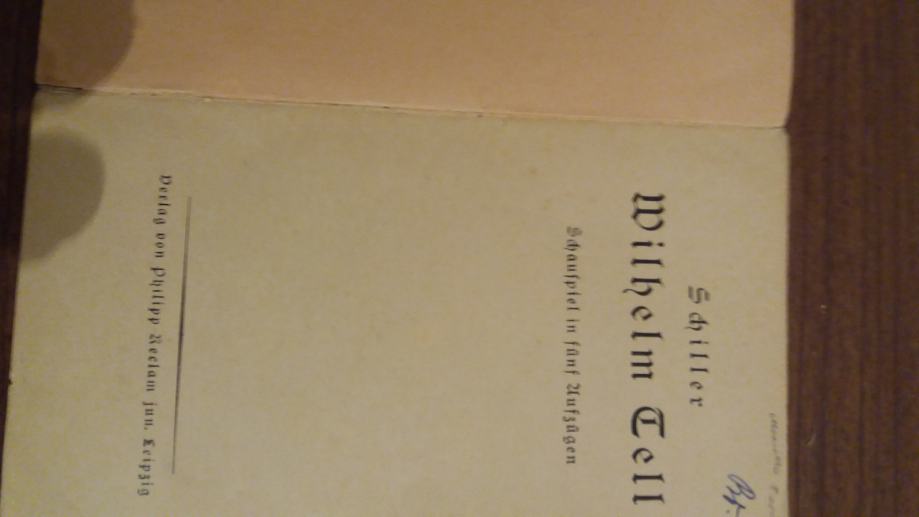 Schiller
Wilhelm Tell
Schauspiel in fünf Aufzügen
Verlag von Philipp Reclam jun. Leipzig